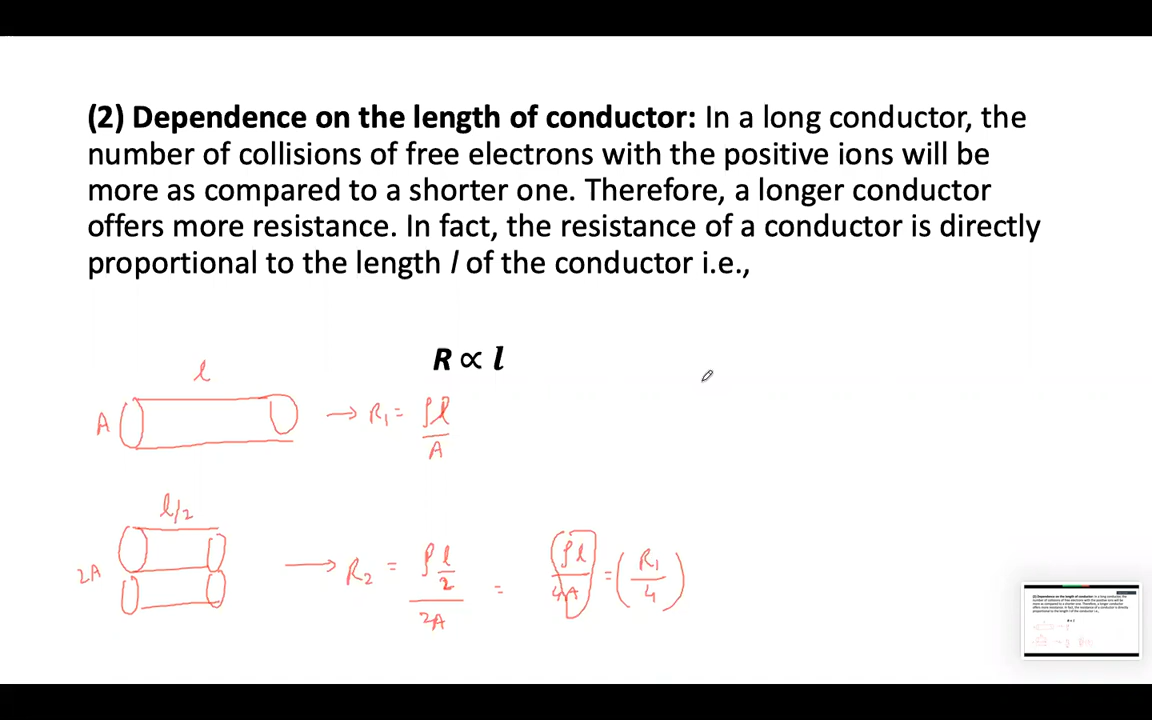 (2) Dependence on the length of conductor: In a long conductor, the
number of collisions of free electrons with the positive ions will be
more as compared to a shorter one. Therefore, a longer conductor
offers more resistance. In fact, the resistance of a conductor is directly
proportional to the length l of the conductor i.e.,
R ∝ l
l
A → R₁ = ρl/A
l/2
2A → R₂ = ρ(l/2)/2A = ρl/4A = (R₁/4)